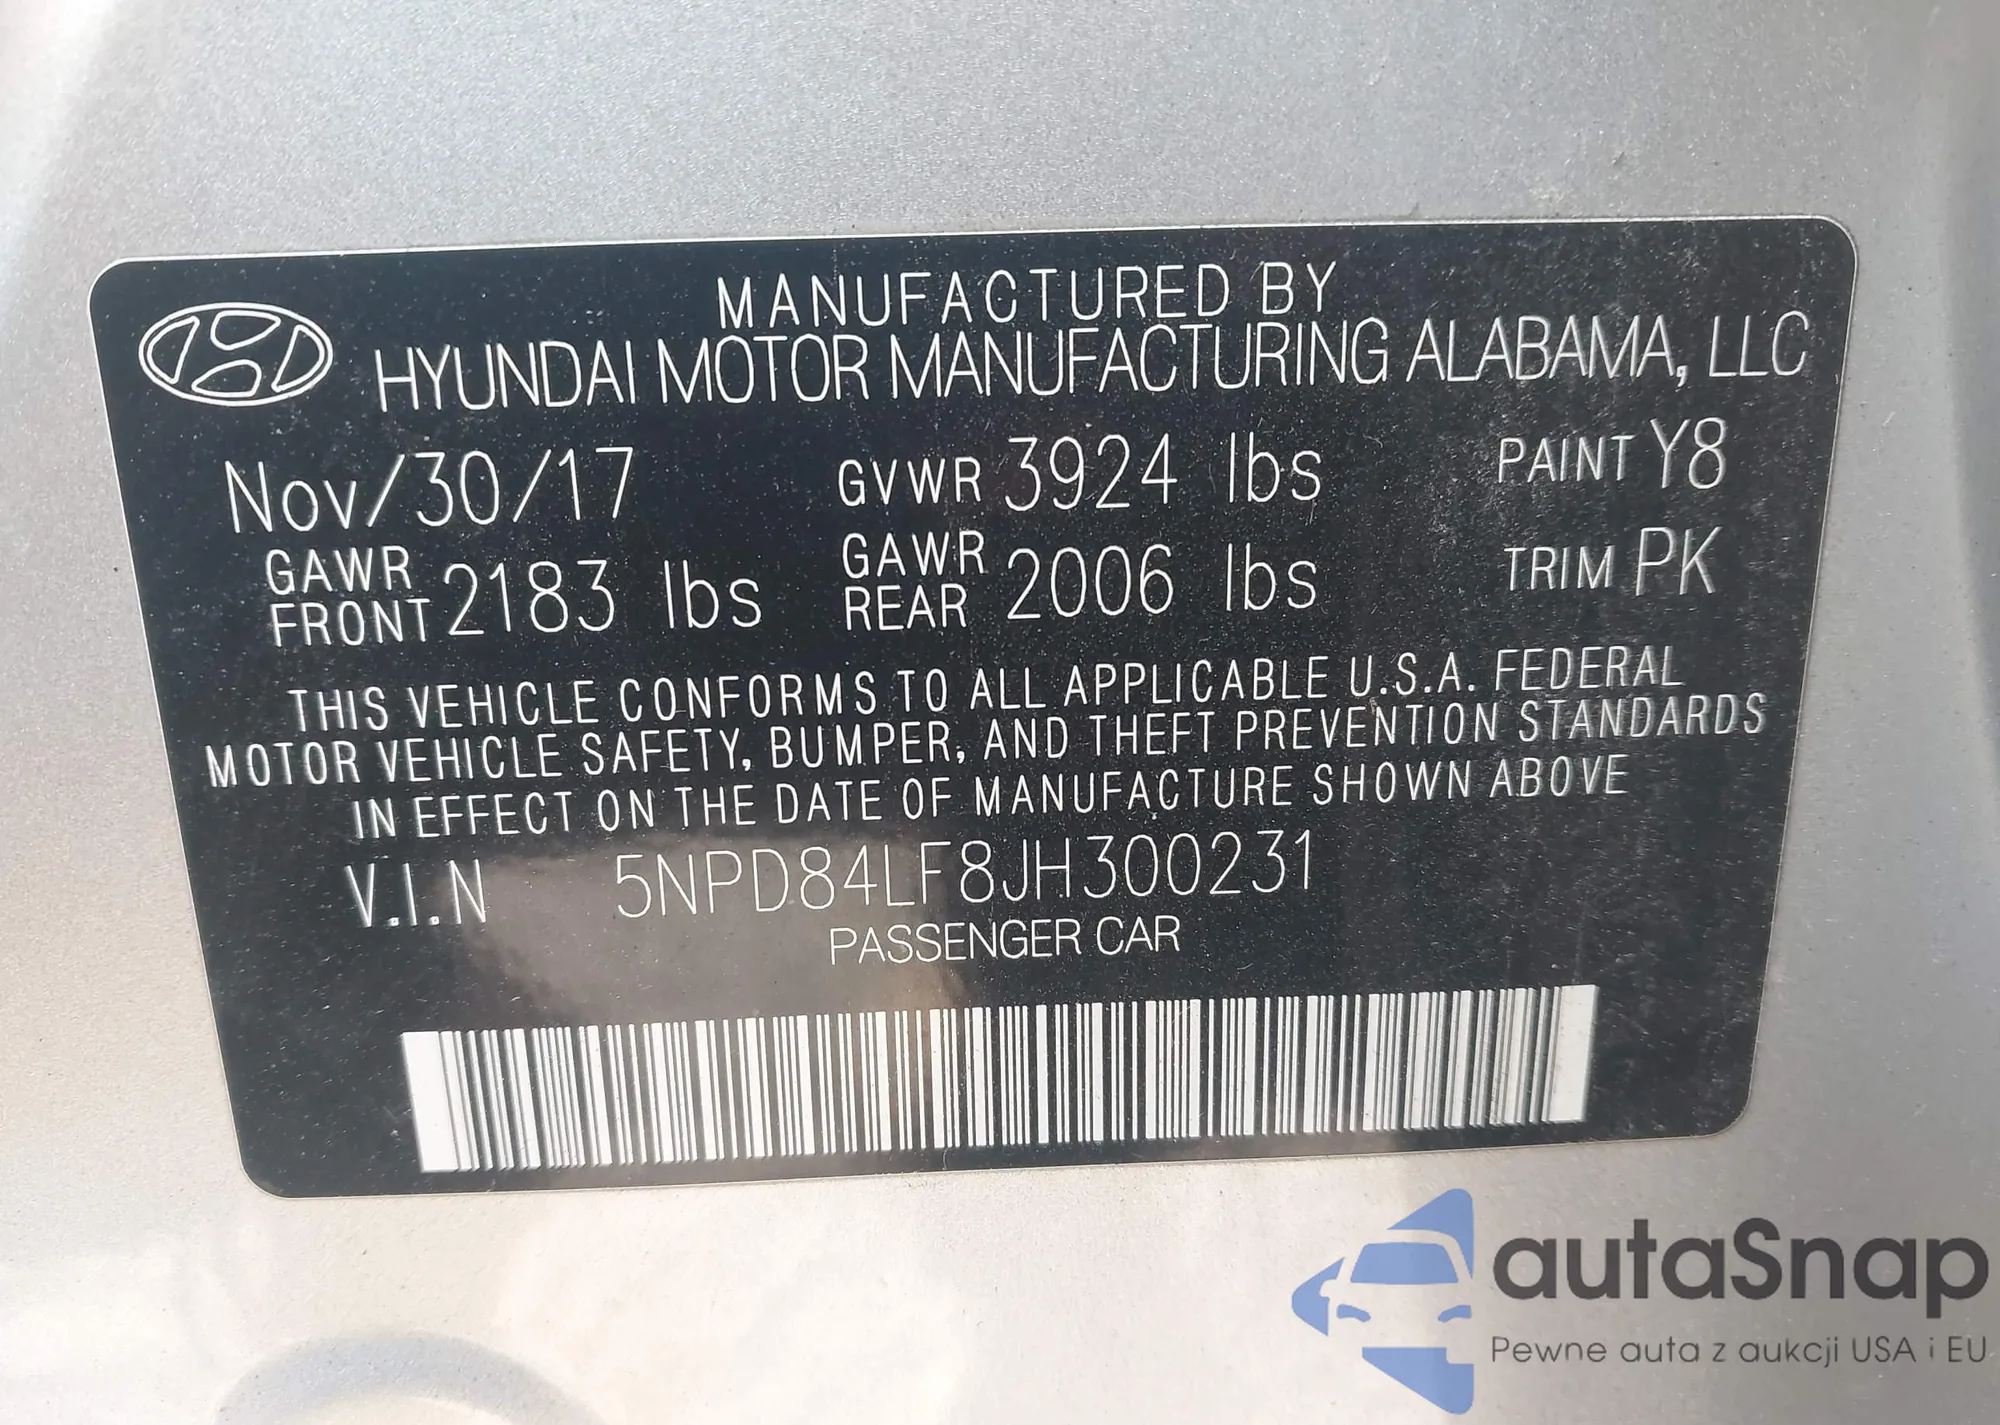 MANUFACTURED BY
HYUNDAI MOTOR MANUFACTURING ALABAMA, LLC
Nov/30/17 GVWR 3924 lbs PAINT Y8
GAWR FRONT 2183 lbs GAWR REAR 2006 lbs TRIM PK
THIS VEHICLE CONFORMS TO ALL APPLICABLE U.S.A. FEDERAL
MOTOR VEHICLE SAFETY, BUMPER, AND THEFT PREVENTION STANDARDS
IN EFFECT ON THE DATE OF MANUFACTURE SHOWN ABOVE
V.I.N 5NPD84LF8JH300231
PASSENGER CAR
autaSnap
Pewne auta z aukcji USA i EU